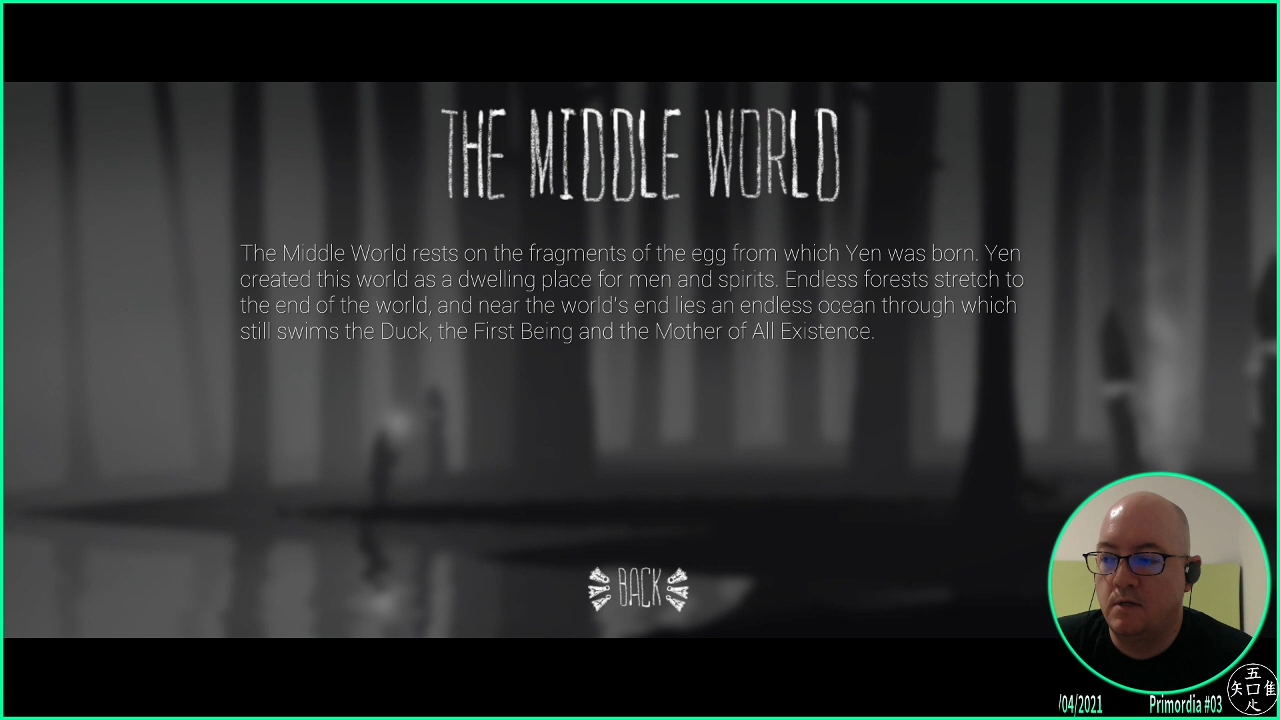 THE MIDDLE WORLD
The Middle World rests on the fragments of the egg from which Yen was born. Yen
created this world as a dwelling place for men and spirits. Endless forests stretch to
the end of the world, and near the world's end lies an endless ocean through which
still swims the Duck, the First Being and the Mother of All Existence.
BACK
/04/2021 Primordia #03
五
矢口隹
止